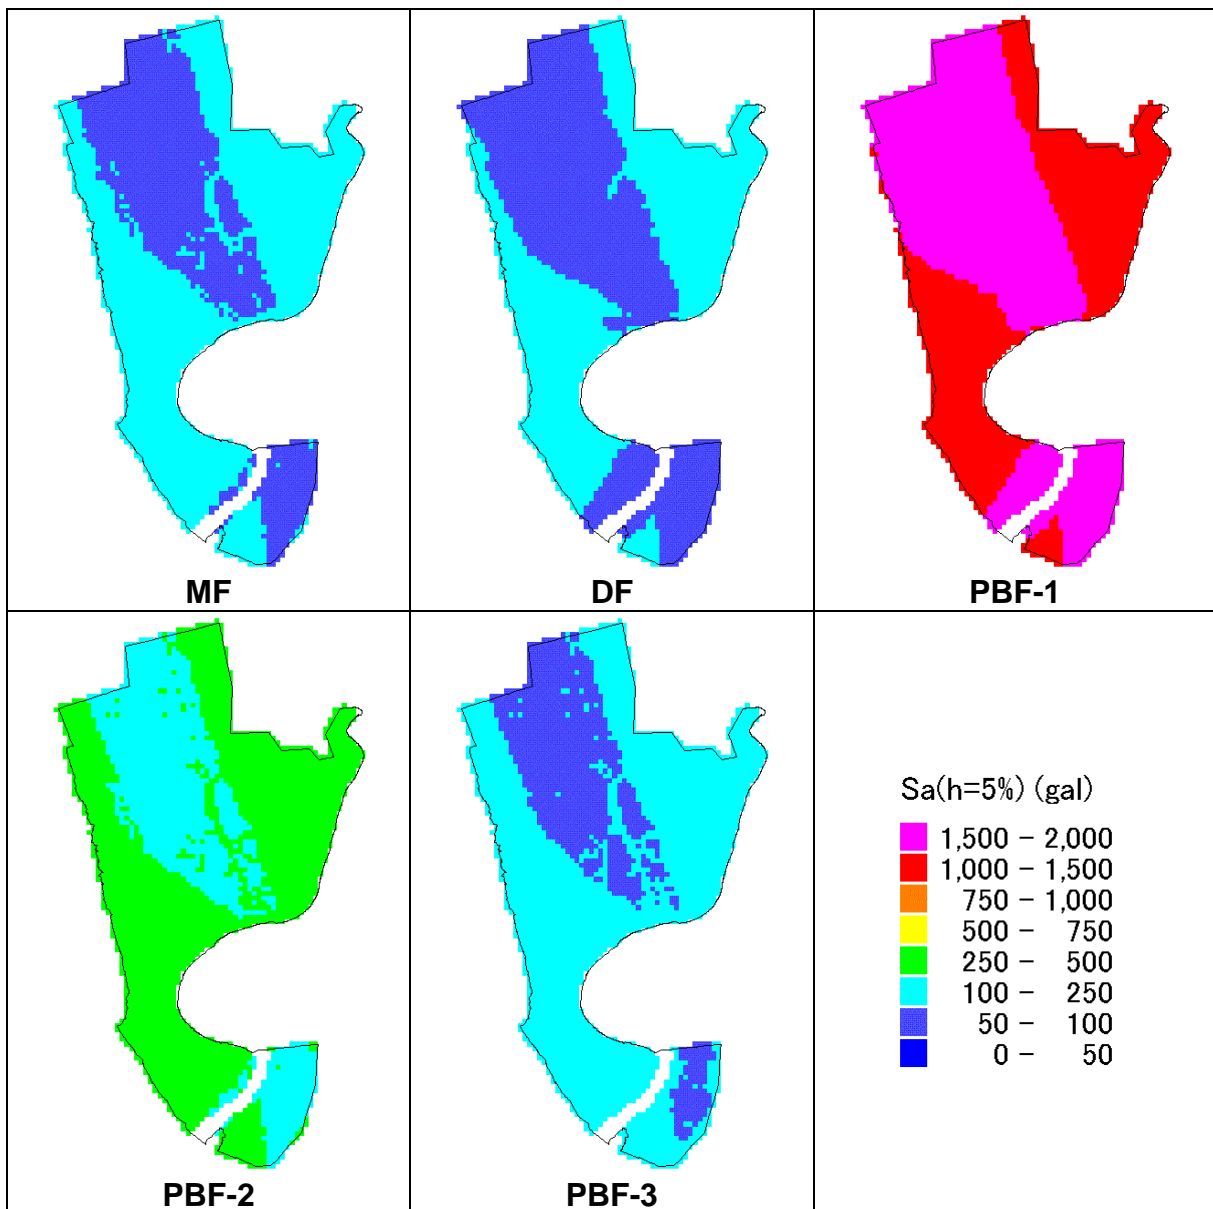 MF
DF
PBF-1
PBF-2
PBF-3
Sa(h=5%) (gal)
1,500 - 2,000
1,000 - 1,500
750 - 1,000
500 - 750
250 - 500
100 - 250
50 - 100
0 - 50